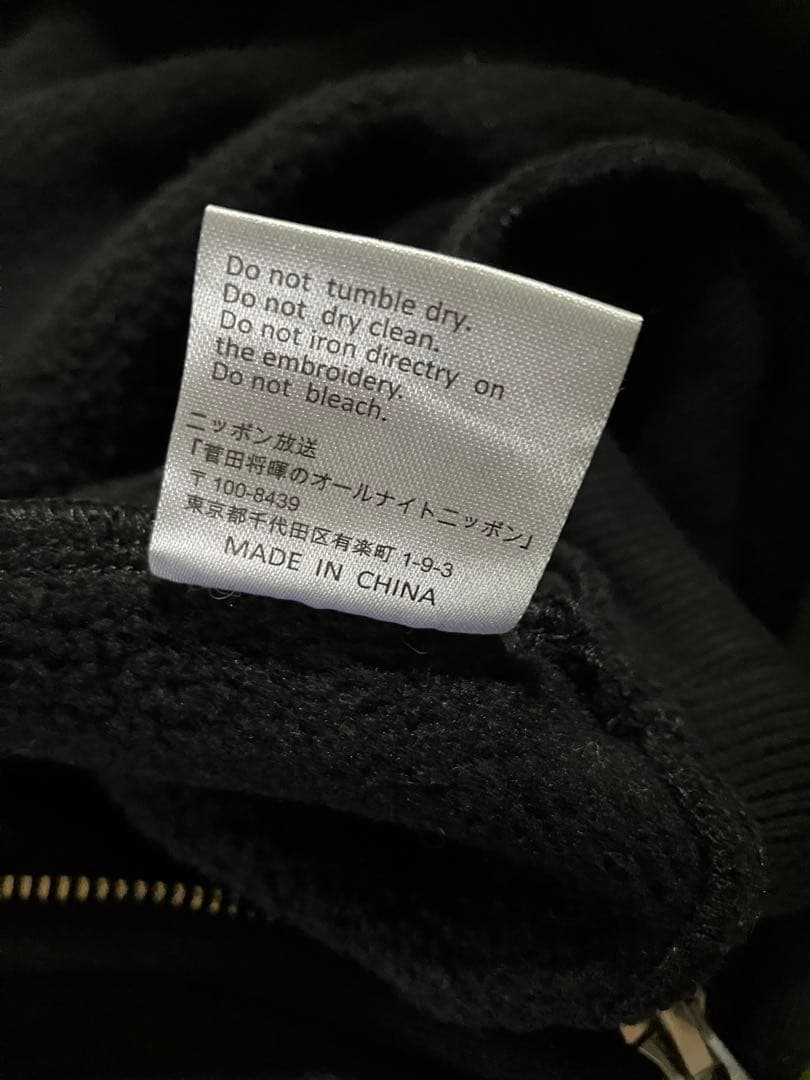 Do not tumble dry.
Do not dry clean.
Do not iron directry on
the embroidery.
Do not bleach.
ニッポン放送
「菅田将暉のオールナイトニッポン」
〒100-8439
東京都千代田区有楽町 1-9-3
MADE IN CHINA